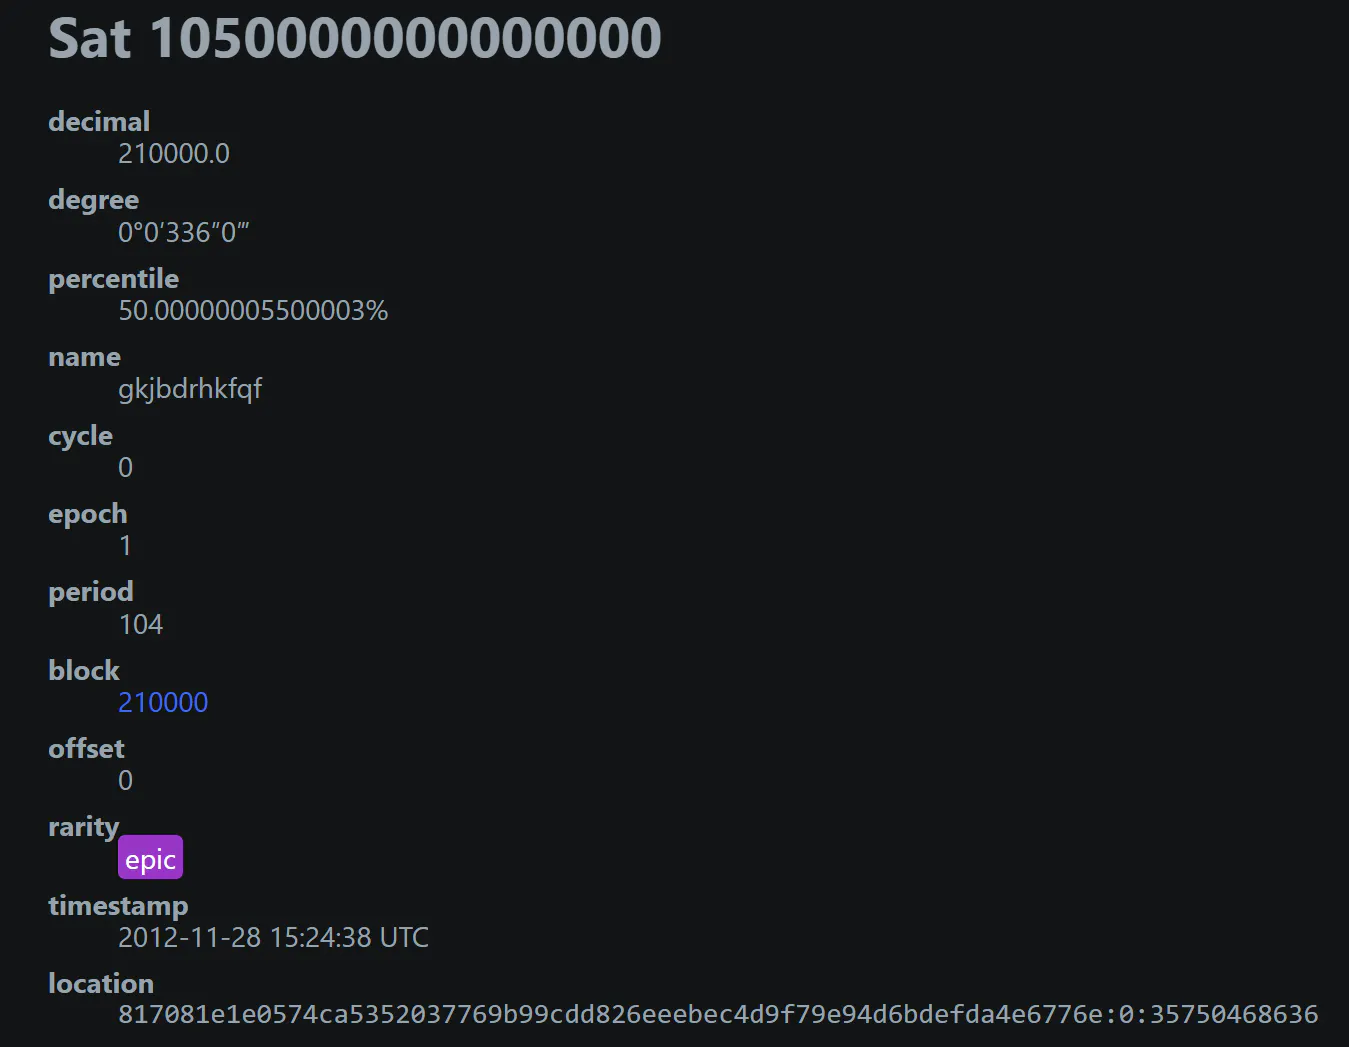 Sat 1050000000000000
decimal
210000.0
degree
0°0′336″0‴
percentile
50.00000005500003%
name
gkjbdrhkfqf
cycle
0
epoch
1
period
104
block
210000
offset
0
rarity
epic
timestamp
2012-11-28 15:24:38 UTC
location
817081e1e0574ca5352037769b99cdd826eeebec4d9f79e94d6bdefda4e6776e:0:35750468636